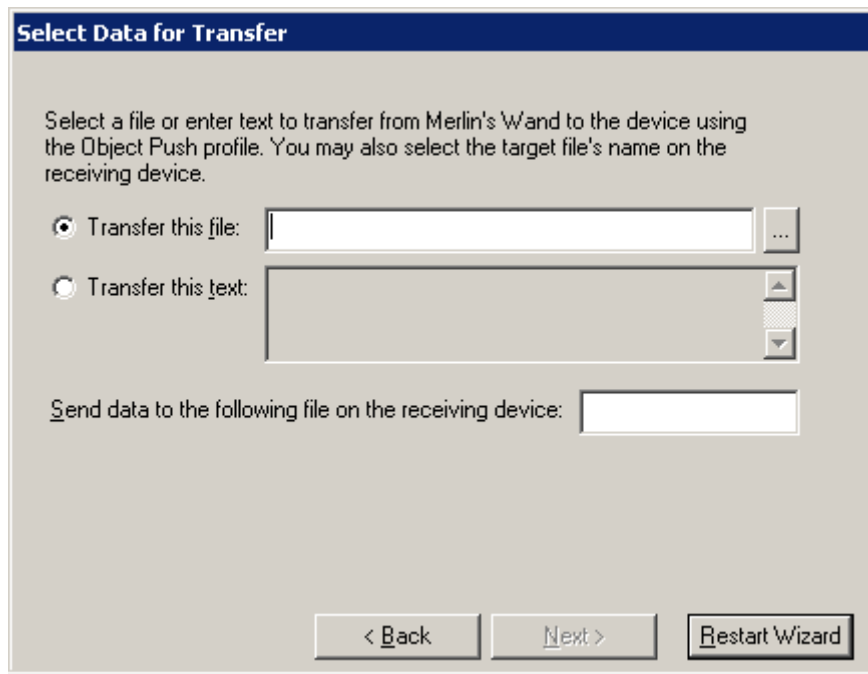 Select Data for Transfer
Select a file or enter text to transfer from Merlin's Wand to the device using
the Object Push profile. You may also select the target file's name on the
receiving device.
Transfer this file:
...
Transfer this text:
Send data to the following file on the receiving device:
< Back
Next >
Restart Wizard